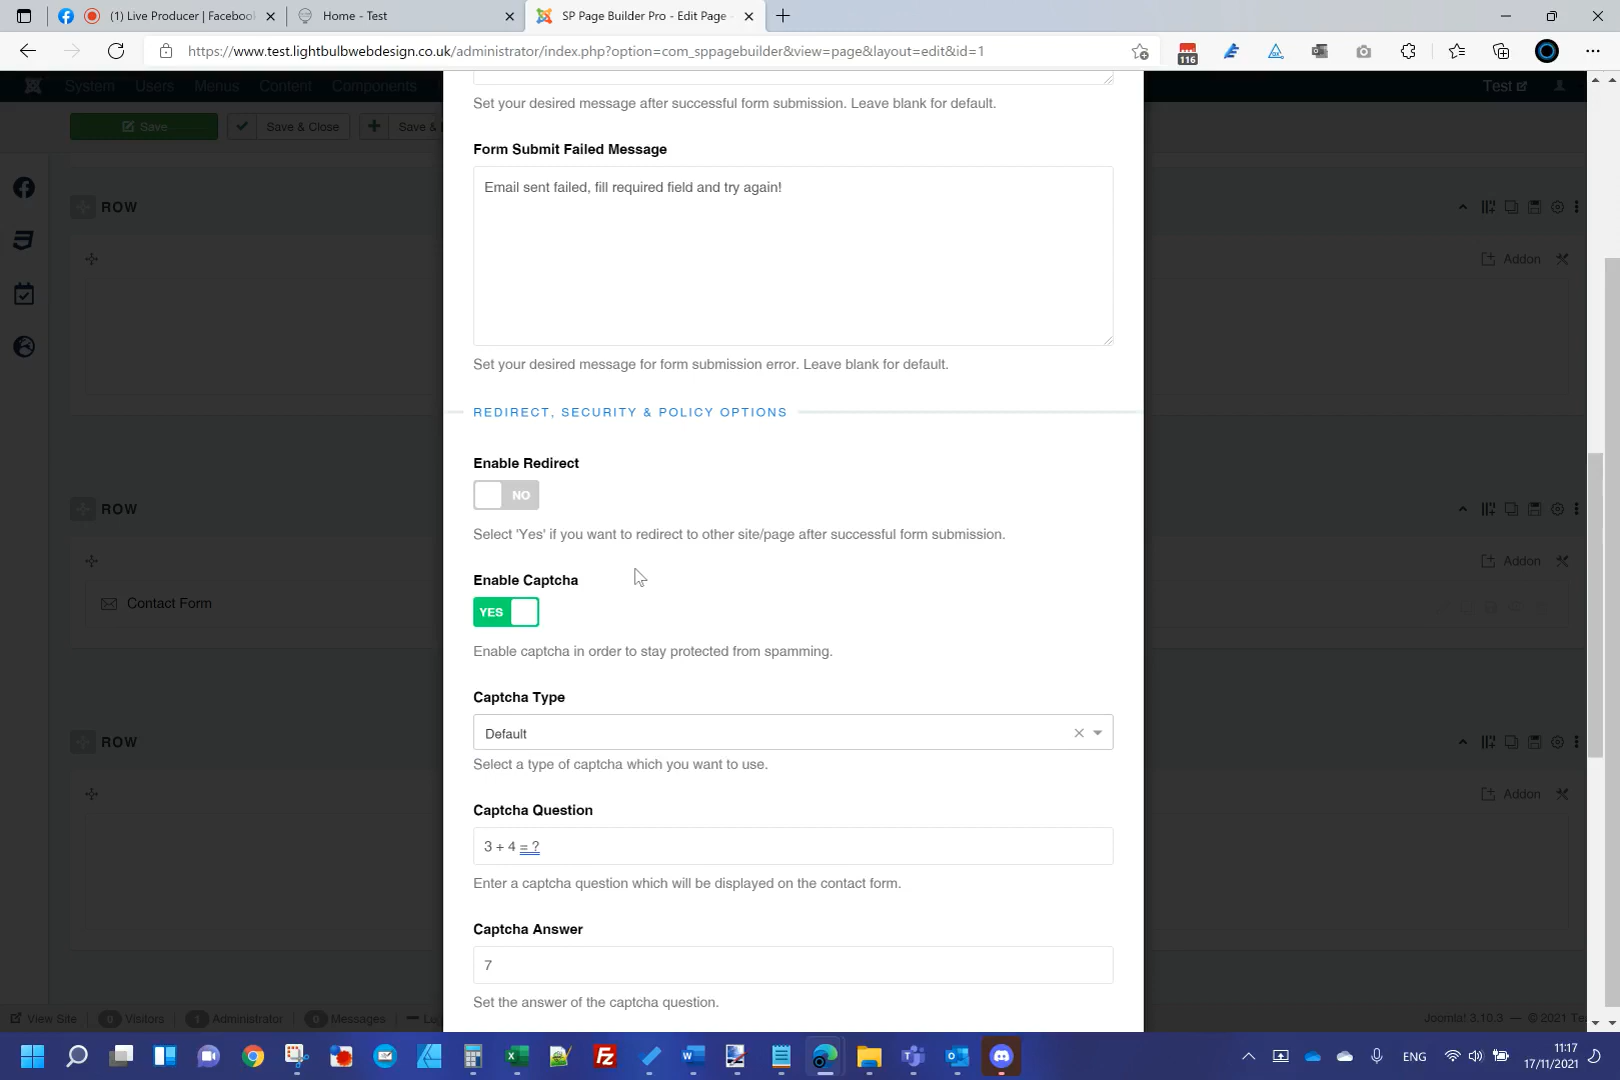 (1) Live Producer | Facebook
Home - Test
SP Page Builder Pro - Edit Page -
https://www.test.lightbulbwebdesign.co.uk/administrator/index.php?option=com_sppagebuilder&view=page&layout=edit&id=1
116
System Users Menus Content Components
Test
Save
Save & Close
Save &
Set your desired message after successful form submission. Leave blank for default.
Form Submit Failed Message
Email sent failed, fill required field and try again!
ROW
Addon
Set your desired message for form submission error. Leave blank for default.
REDIRECT, SECURITY & POLICY OPTIONS
Enable Redirect
NO
ROW
Select 'Yes' if you want to redirect to other site/page after successful form submission.
Addon
Enable Captcha
YES
Contact Form
Enable captcha in order to stay protected from spamming.
Captcha Type
Default
ROW
Select a type of captcha which you want to use.
Addon
Captcha Question
3 + 4 = ?
Enter a captcha question which will be displayed on the contact form.
Captcha Answer
7
Set the answer of the captcha question.
View Site 0 Visitors 1 Administrator 0 Messages
Joomla! 3.10.3 — © 2021
ENG
11:17
17/11/2021